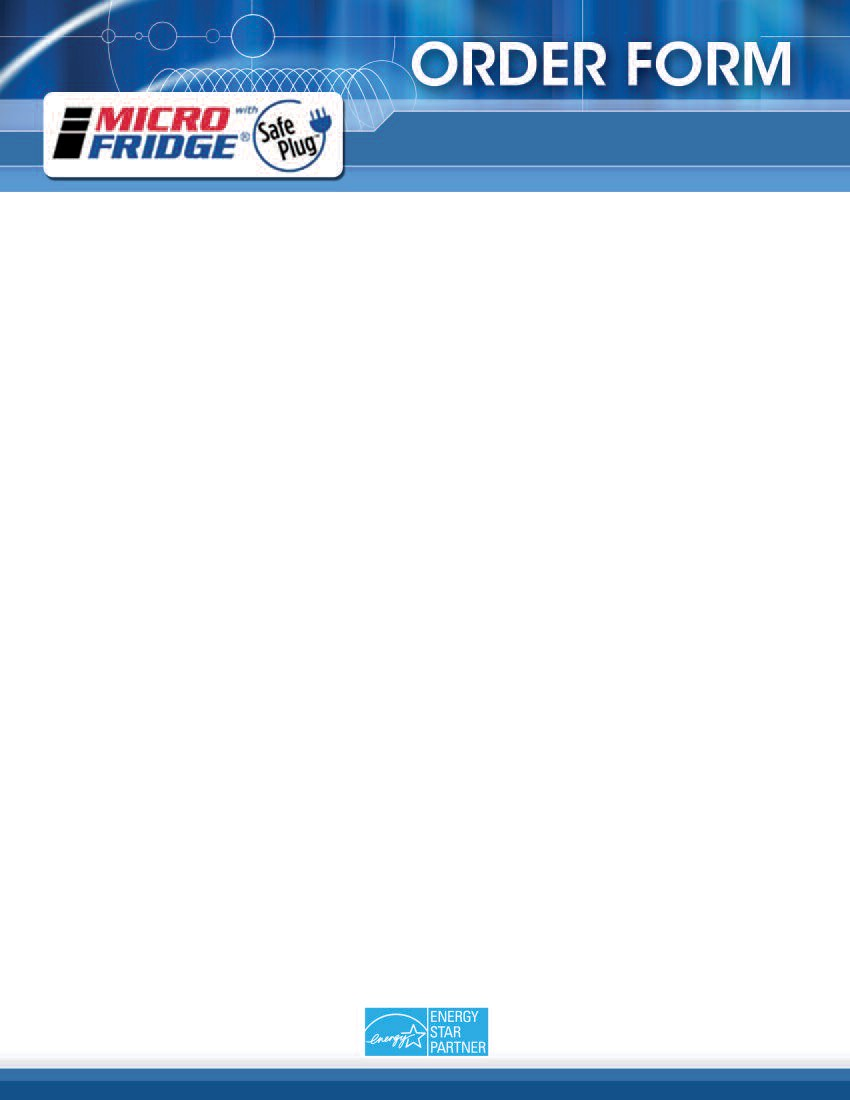 ORDER FORM
MICRO with
FRIDGE®
Safe
Plug™
energy
ENERGY
STAR
PARTNER